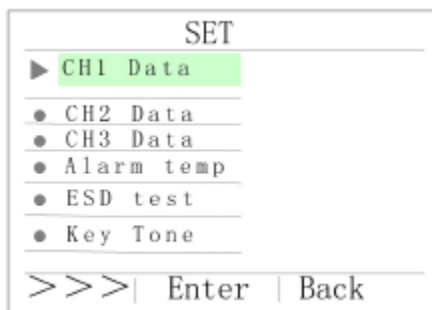 SET
CH1 Data
CH2 Data
CH3 Data
Alarm temp
ESD test
Key Tone
>>>| Enter | Back